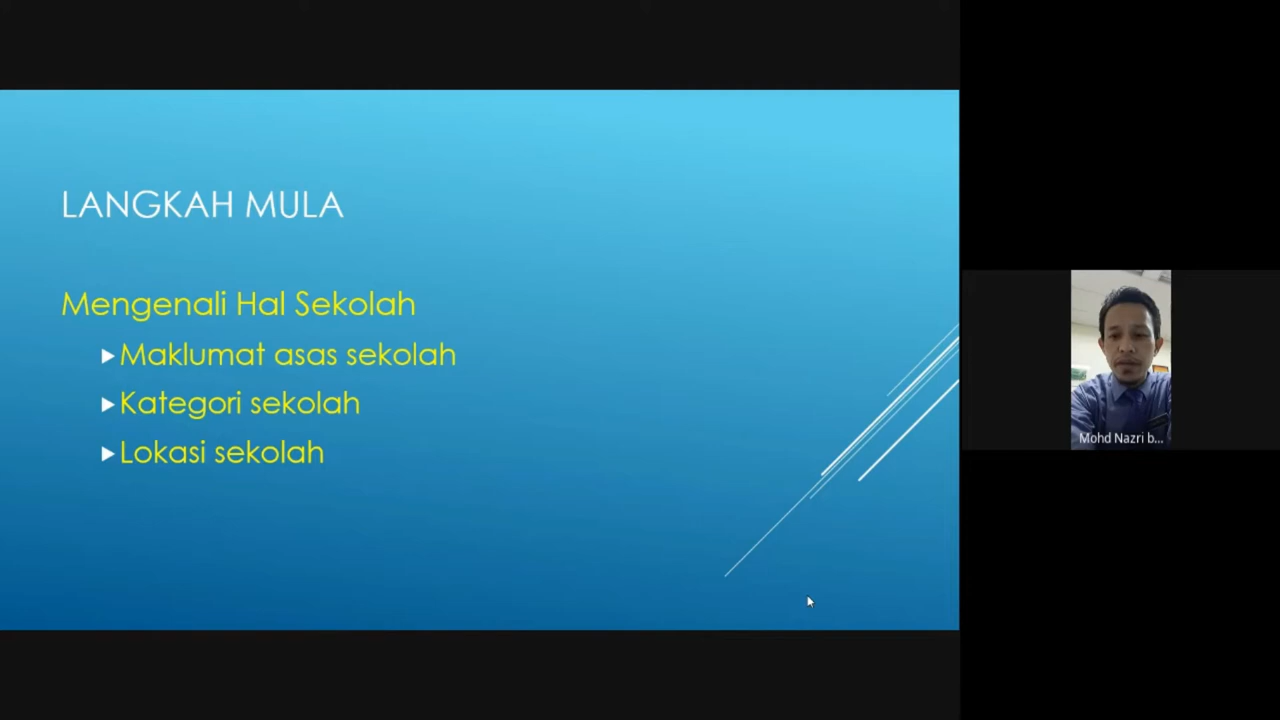 LANGKAH MULA
Mengenali Hal Sekolah
Maklumat asas sekolah
Kategori sekolah
Lokasi sekolah
Mohd Nazri b...